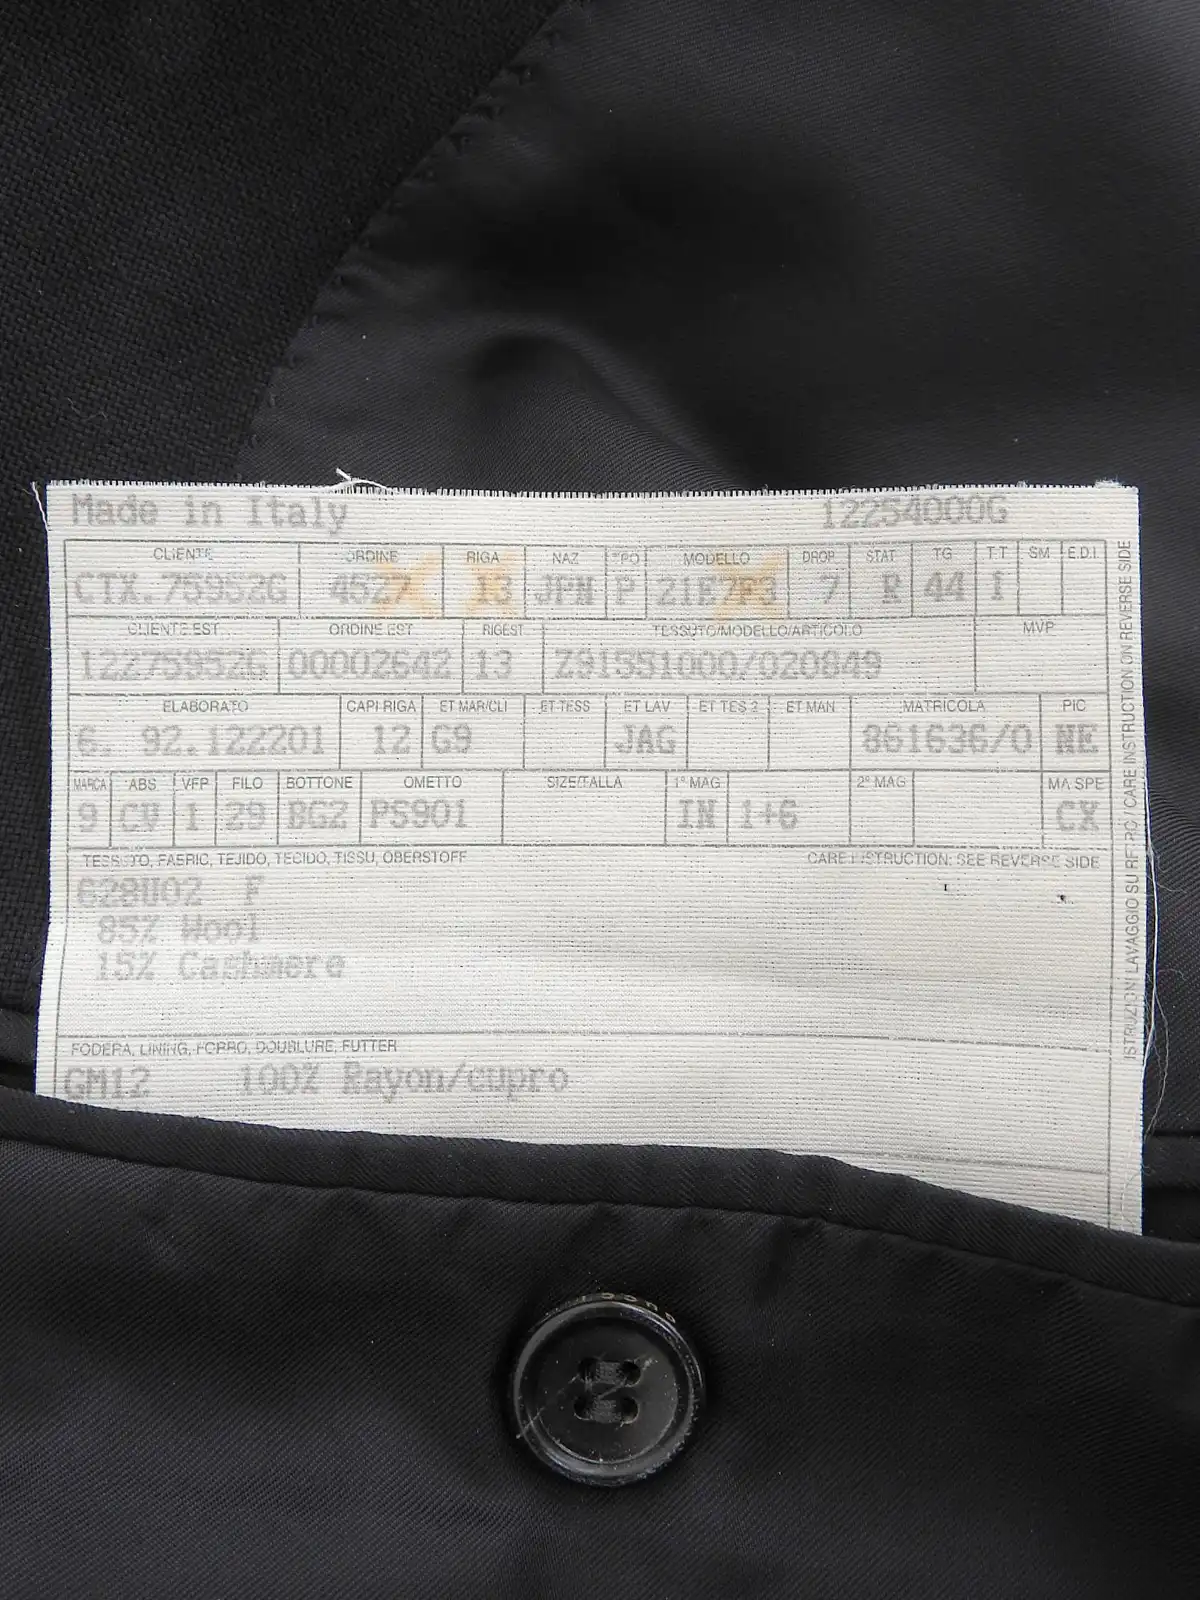 Made in Italy 12254000G
CLIENTE ORDINE RIGA NAZ TPO MODELLO DROP STAT TG TT SM E.D.I
CTX.75952G 4527 13 JPN P 21E7F3 7 R 44 1
CLIENTE EST ORDINE EST RIGEST TESSUTO/MODELLO/ARTICOLO MVP
12275952G 00002642 13 Z91551000/020849
ELABORATO CAPI RIGA ET MAR/CLI ET TESS ET LAV ET TES 2 ET MAN MATRICOLA PIC
6. 92.122201 12 G9 JAG 861636/0 NE
MARCA ABS VFP FILO BOTTONE OMETTO SIZE/TALLA 1° MAG 2° MAG MA SPE
9 CV 1 29 BG2 PS901 IN 1+6 CX
TESSUTO, FABRIC, TEJIDO, TECIDO, TISSU, OBERSTOFF CARE INSTRUCTION: SEE REVERSE SIDE
628U02 F
85% Wool
15% Cashmere
FODERA, LINING, FORRO, DOUBLURE, FUTTER
GM12 100% Rayon/cupro
ISTRUZIONI LAVAGGIO SU RETRO / CARE INSTRUCTION ON REVERSE SIDE